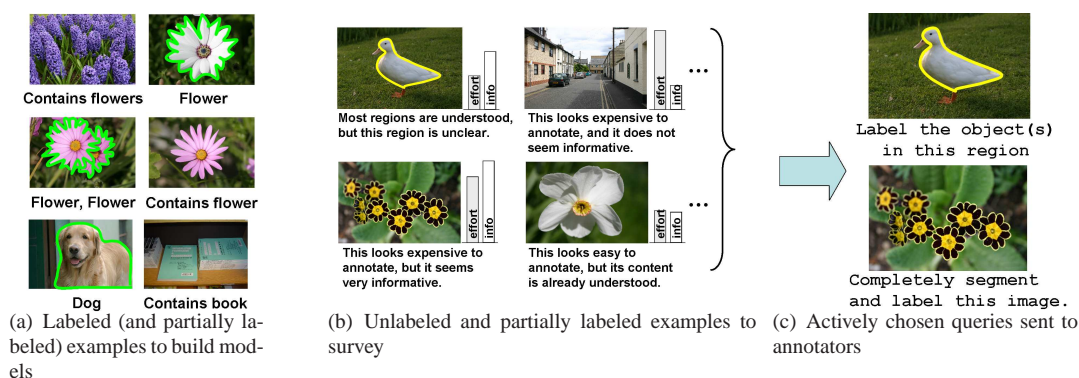 Contains flowers
Flower
Flower, Flower
Contains flower
Dog
Contains book
(a) Labeled (and partially la-
beled) examples to build mod-
els
effort
info
Most regions are understood,
but this region is unclear.
effort
info
...
This looks expensive to
annotate, and it does not
seem informative.
effort
info
This looks expensive to
annotate, but it seems
very informative.
effort
info
...
This looks easy to
annotate, but its content
is already understood.
(b) Unlabeled and partially labeled examples to
survey
Label the object(s)
in this region
Completely segment
and label this image.
(c) Actively chosen queries sent to
annotators